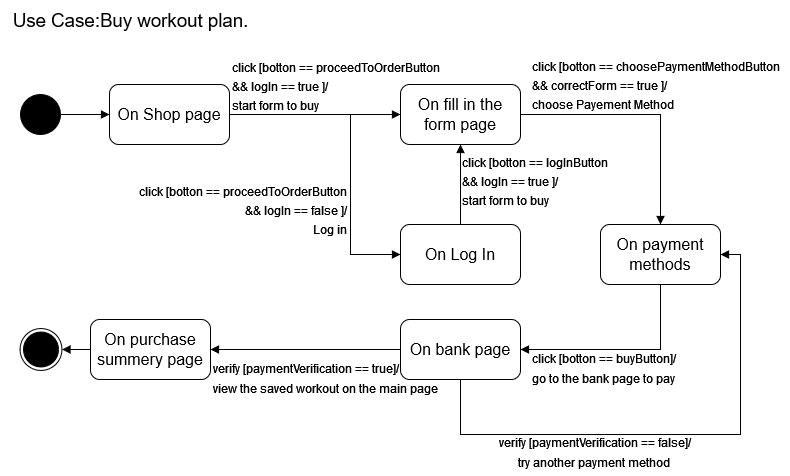 Use Case:Buy workout plan.
click [botton == proceedToOrderButton
&& logIn == true ]/
start form to buy
click [botton == choosePaymentMethodButton
&& correctForm == true ]/
choose Payement Method
On Shop page
On fill in the
form page
click [botton == logInButton
&& logIn == true ]/
start form to buy
click [botton == proceedToOrderButton
&& logIn == false ]/
Log in
On Log In
On payment
methods
On purchase
summery page
On bank page
verify [paymentVerification == true]/
view the saved workout on the main page
click [botton == buyButton]/
go to the bank page to pay
verify [paymentVerification == false]/
try another payment method